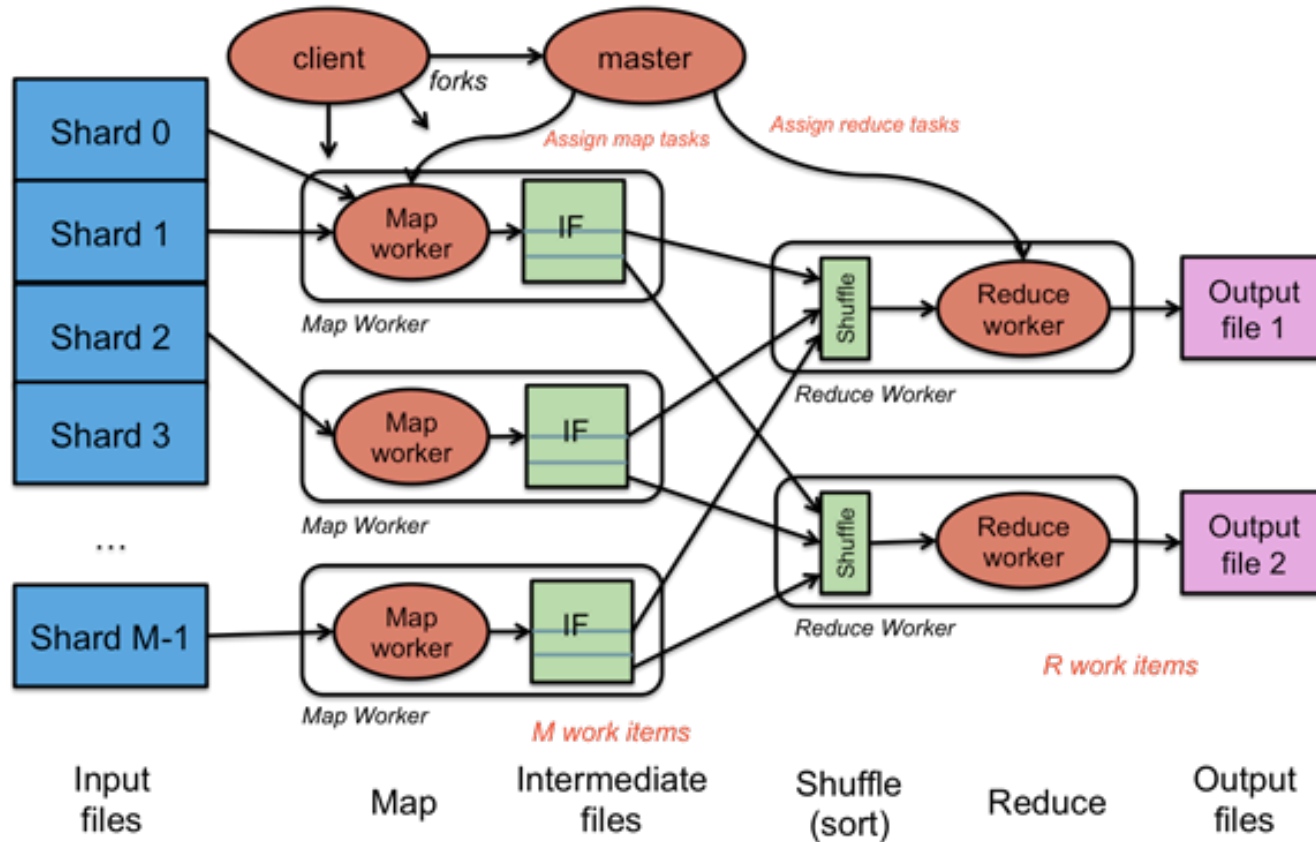 client
master
forks
Assign map tasks
Assign reduce tasks
Shard 0
Shard 1
Shard 2
Shard 3
...
Shard M-1
Map
worker
IF
Map Worker
Map
worker
IF
Map Worker
Map
worker
IF
Map Worker
M work items
Shuffle
Reduce
worker
Reduce Worker
Shuffle
Reduce
worker
Reduce Worker
R work items
Output
file 1
Output
file 2
Input
files
Map
Intermediate
files
Shuffle
(sort)
Reduce
Output
files